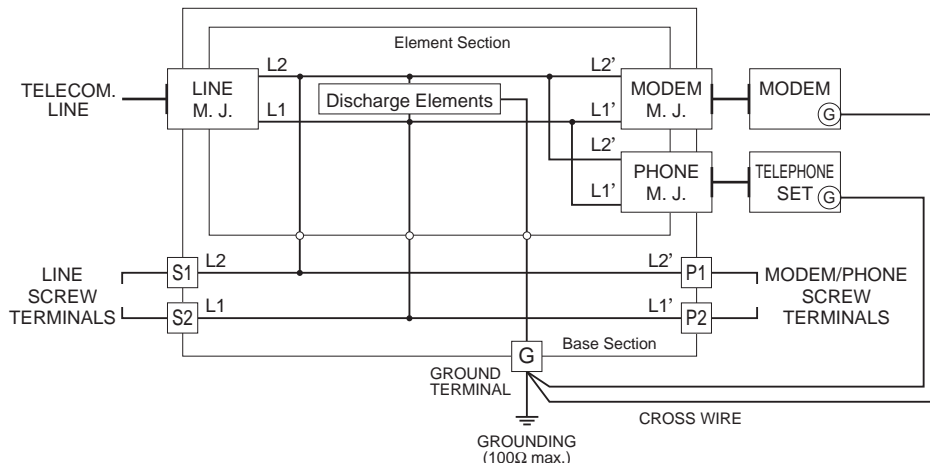 Element Section
TELECOM.
LINE
LINE
M. J.
L2
L1
Discharge Elements
L2’
L1’
MODEM
M. J.
MODEM
G
L2’
L1’
PHONE
M. J.
TELEPHONE
SET
G
LINE
SCREW
TERMINALS
S1
L2
S2
L1
L2’
P1
L1’
P2
MODEM/PHONE
SCREW
TERMINALS
Base Section
G
GROUND
TERMINAL
CROSS WIRE
GROUNDING
(100Ω max.)